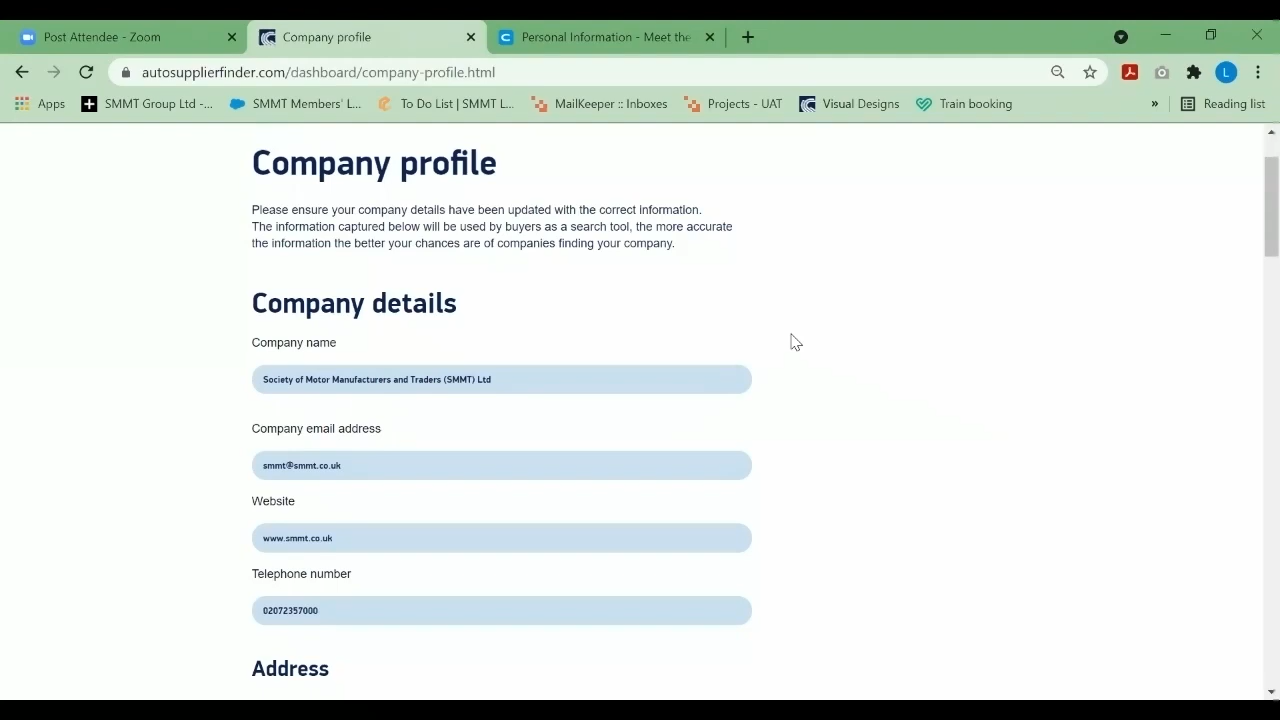 Post Attendee - Zoom
Company profile
Personal Information - Meet the
autosupplierfinder.com/dashboard/company-profile.html
L
Apps
SMMT Group Ltd -...
SMMT Members' L...
To Do List | SMMT L...
MailKeeper :: Inboxes
Projects - UAT
Visual Designs
Train booking
»
Reading list
Company profile
Please ensure your company details have been updated with the correct information.
The information captured below will be used by buyers as a search tool, the more accurate
the information the better your chances are of companies finding your company.
Company details
Company name
Society of Motor Manufacturers and Traders (SMMT) Ltd
Company email address
smmt@smmt.co.uk
Website
www.smmt.co.uk
Telephone number
02072357000
Address